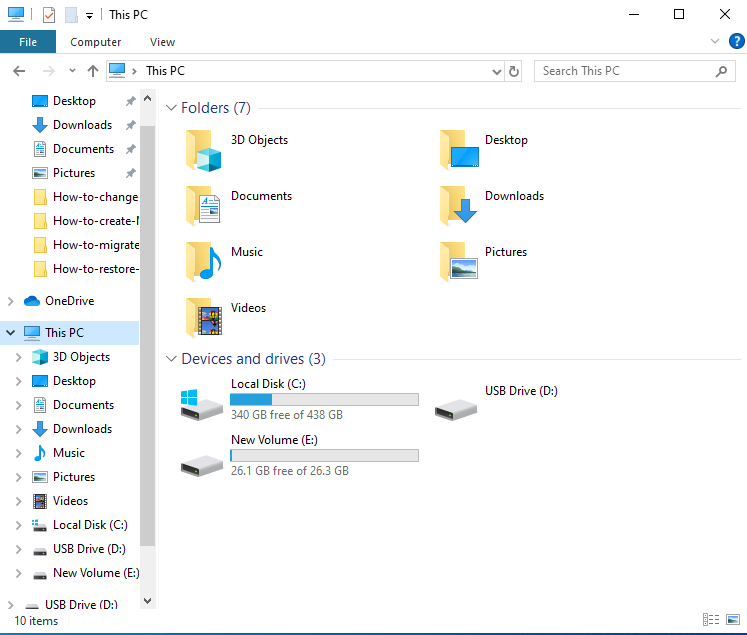 This PC
File Computer View
This PC
Search This PC
Desktop
Downloads
Documents
Pictures
How-to-change
How-to-create-
How-to-migrate
How-to-restore-
OneDrive
This PC
3D Objects
Desktop
Documents
Downloads
Music
Pictures
Videos
Local Disk (C:)
USB Drive (D:)
New Volume (E:)
USB Drive (D:)
Folders (7)
3D Objects
Desktop
Documents
Downloads
Music
Pictures
Videos
Devices and drives (3)
Local Disk (C:)
340 GB free of 438 GB
USB Drive (D:)
New Volume (E:)
26.1 GB free of 26.3 GB
10 items